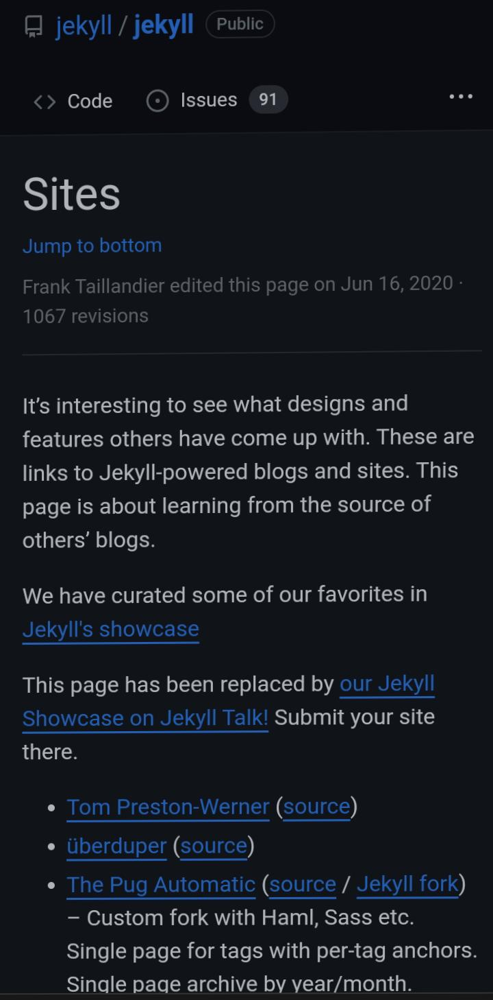 jekyll / jekyll Public
Code Issues 91
Sites
Jump to bottom
Frank Taillandier edited this page on Jun 16, 2020 ·
1067 revisions
It’s interesting to see what designs and
features others have come up with. These are
links to Jekyll-powered blogs and sites. This
page is about learning from the source of
others’ blogs.
We have curated some of our favorites in
Jekyll's showcase
This page has been replaced by our Jekyll
Showcase on Jekyll Talk! Submit your site
there.
• Tom Preston-Werner (source)
• überduper (source)
• The Pug Automatic (source / Jekyll fork)
– Custom fork with Haml, Sass etc.
Single page for tags with per-tag anchors.
Single page archive by year/month.